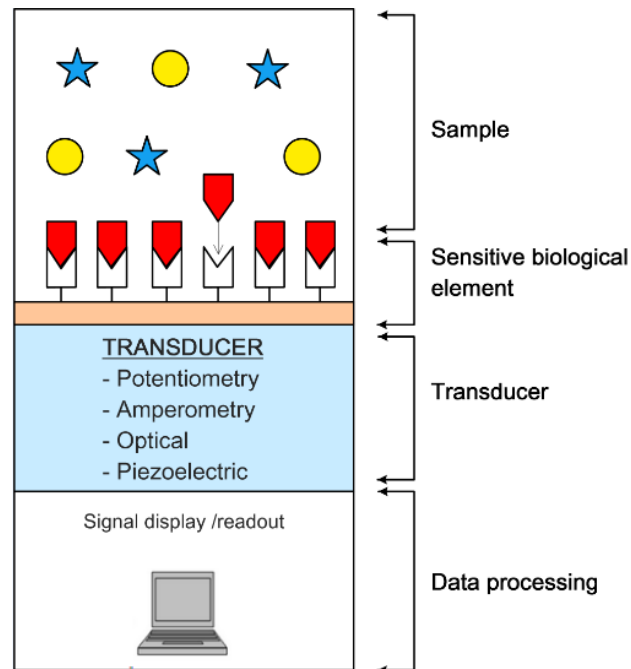 Sample
Sensitive biological
element
TRANSDUCER
- Potentiometry
- Amperometry
- Optical
- Piezoelectric
Transducer
Signal display /readout
Data processing